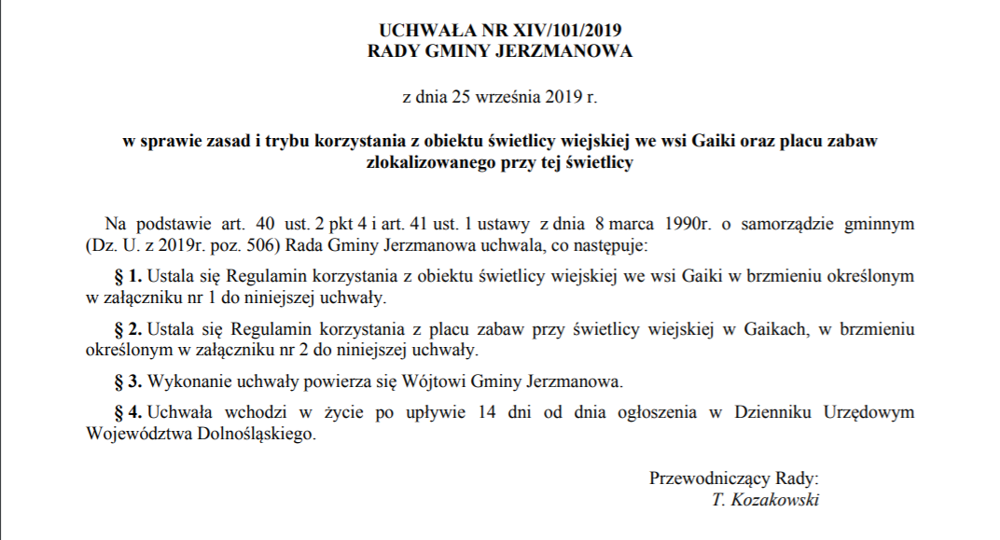 UCHWAŁA NR XIV/101/2019
RADY GMINY JERZMANOWA
z dnia 25 września 2019 r.
w sprawie zasad i trybu korzystania z obiektu świetlicy wiejskiej we wsi Gaiki oraz placu zabaw
zlokalizowanego przy tej świetlicy
Na podstawie art. 40 ust. 2 pkt 4 i art. 41 ust. 1 ustawy z dnia 8 marca 1990r. o samorządzie gminnym
(Dz. U. z 2019r. poz. 506) Rada Gminy Jerzmanowa uchwala, co następuje:
§ 1. Ustala się Regulamin korzystania z obiektu świetlicy wiejskiej we wsi Gaiki w brzmieniu określonym
w załączniku nr 1 do niniejszej uchwały.
§ 2. Ustala się Regulamin korzystania z placu zabaw przy świetlicy wiejskiej w Gaikach, w brzmieniu
określonym w załączniku nr 2 do niniejszej uchwały.
§ 3. Wykonanie uchwały powierza się Wójtowi Gminy Jerzmanowa.
§ 4. Uchwała wchodzi w życie po upływie 14 dni od dnia ogłoszenia w Dzienniku Urzędowym
Województwa Dolnośląskiego.
Przewodniczący Rady:
T. Kozakowski